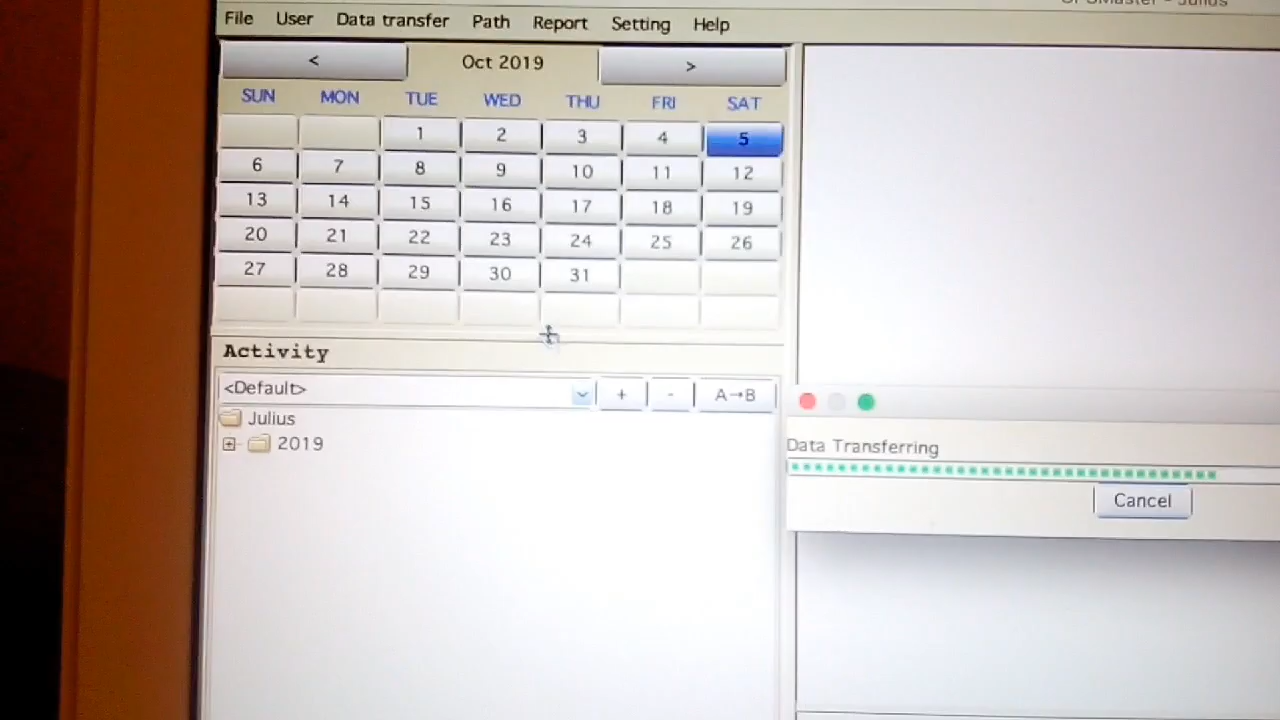 Julius
File User Data transfer Path Report Setting Help
< Oct 2019 >
SUN MON TUE WED THU FRI SAT
1 2 3 4 5
6 7 8 9 10 11 12
13 14 15 16 17 18 19
20 21 22 23 24 25 26
27 28 29 30 31
Activity
<Default> + - A→B
Julius
2019
Data Transferring
Cancel